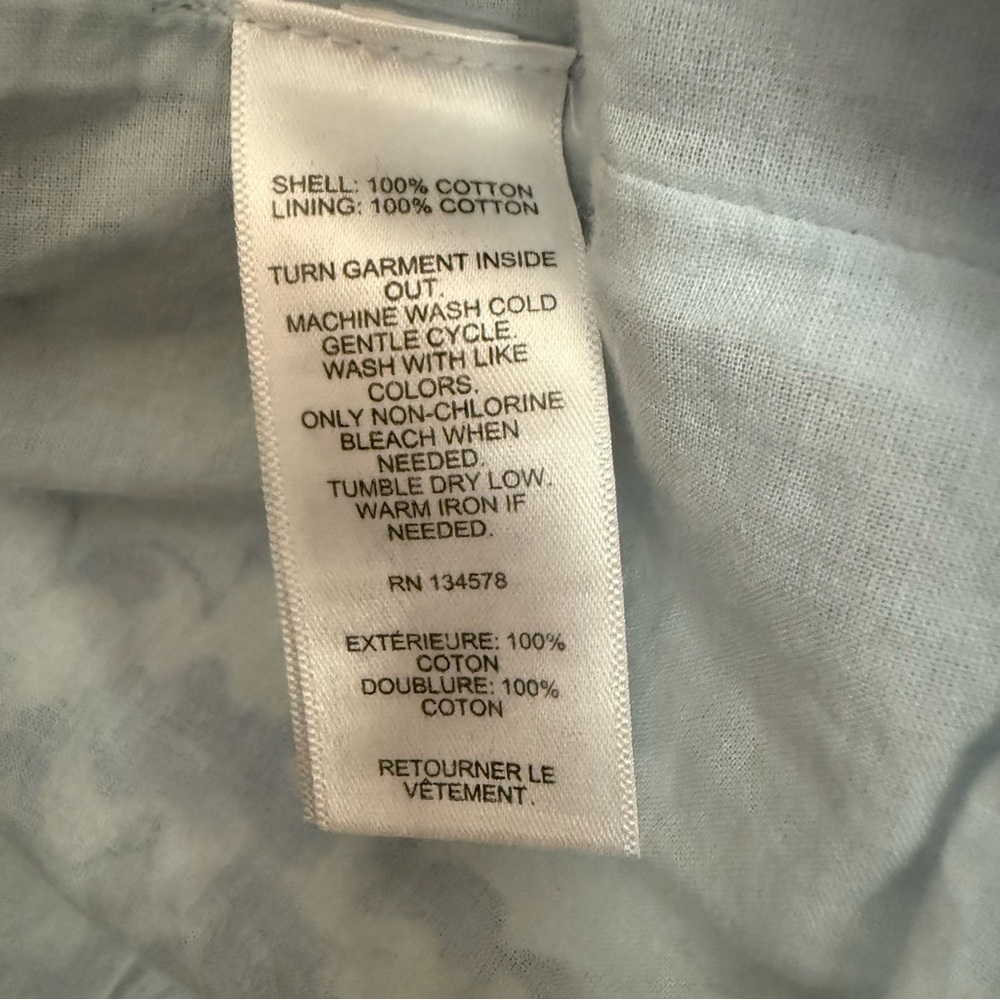 SHELL: 100% COTTON
LINING: 100% COTTON
TURN GARMENT INSIDE
OUT.
MACHINE WASH COLD
GENTLE CYCLE.
WASH WITH LIKE
COLORS.
ONLY NON-CHLORINE
BLEACH WHEN
NEEDED.
TUMBLE DRY LOW.
WARM IRON IF
NEEDED.
RN 134578
EXTÉRIEURE: 100%
COTON
DOUBLURE: 100%
COTON
RETOURNER LE
VÊTEMENT.